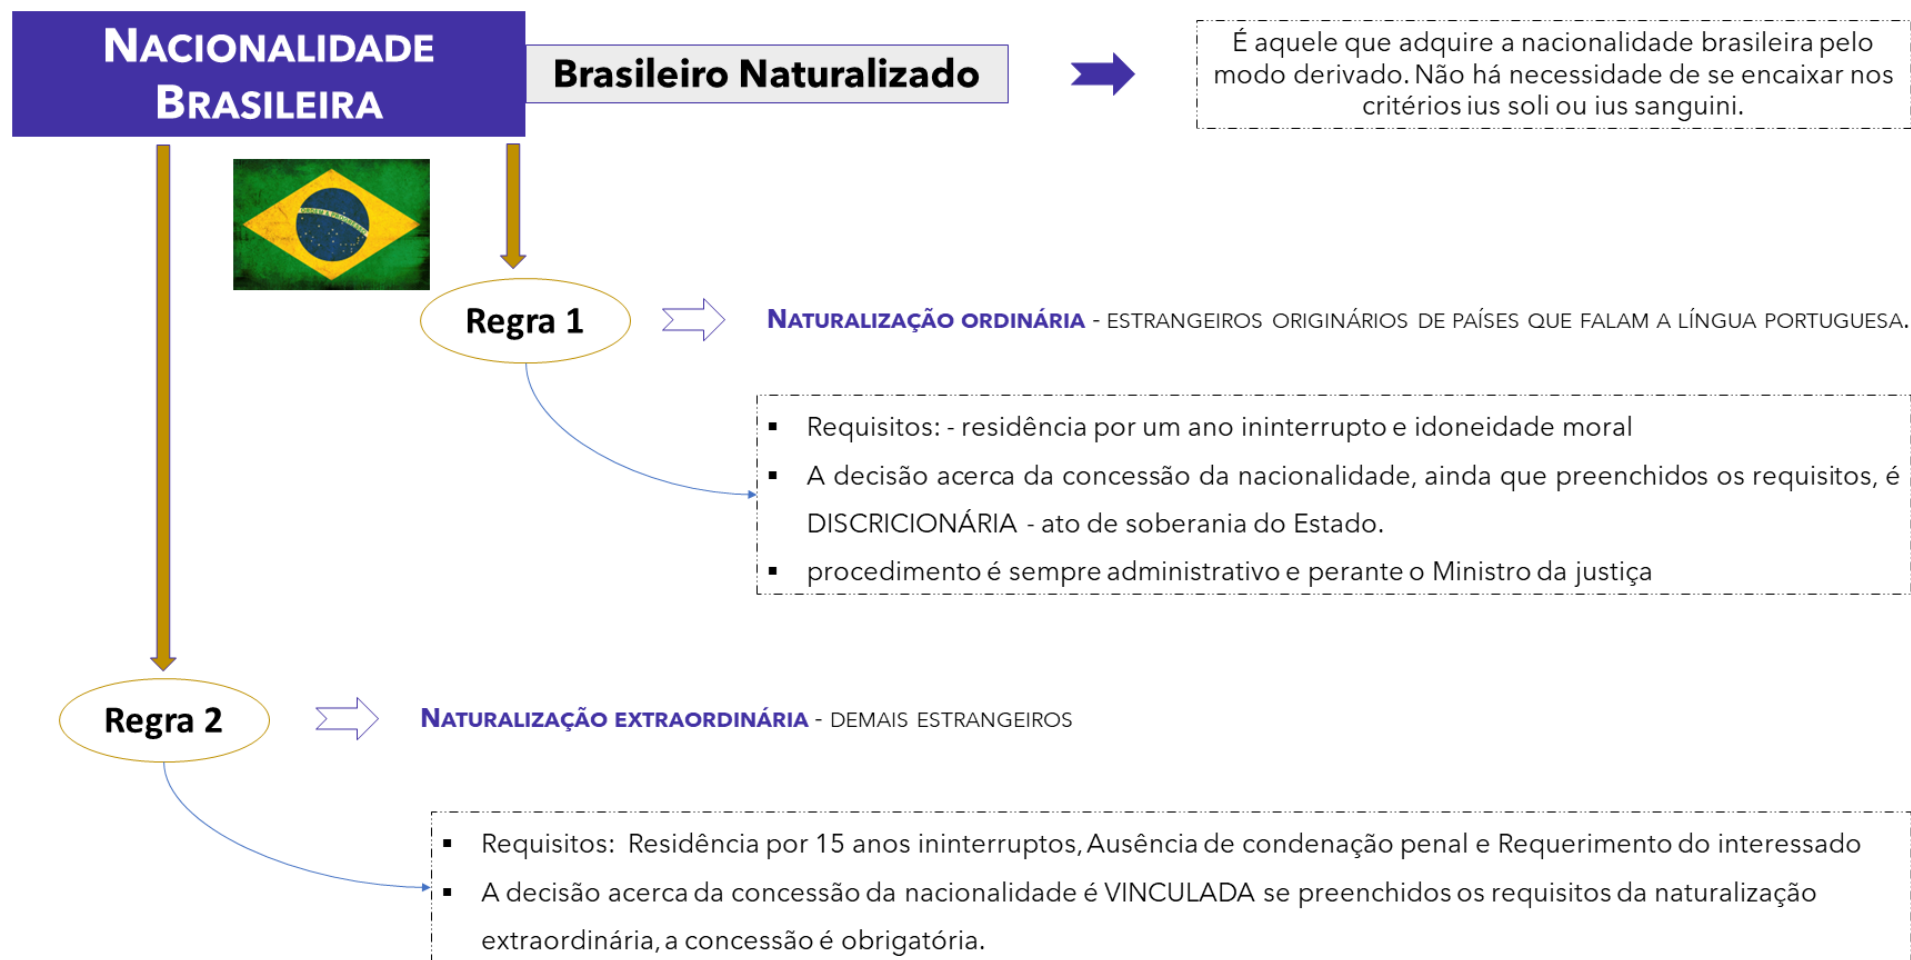 NACIONALIDADE
BRASILEIRA
Brasileiro Naturalizado
É aquele que adquire a nacionalidade brasileira pelo
modo derivado. Não há necessidade de se encaixar nos
critérios ius soli ou ius sanguini.
ORDEM E PROGRESSO
Regra 1
NATURALIZAÇÃO ORDINÁRIA - ESTRANGEIROS ORIGINÁRIOS DE PAÍSES QUE FALAM A LÍNGUA PORTUGUESA.
▪ Requisitos: - residência por um ano ininterrupto e idoneidade moral
▪ A decisão acerca da concessão da nacionalidade, ainda que preenchidos os requisitos, é
DISCRICIONÁRIA - ato de soberania do Estado.
▪ procedimento é sempre administrativo e perante o Ministro da justiça
Regra 2
NATURALIZAÇÃO EXTRAORDINÁRIA - DEMAIS ESTRANGEIROS
▪ Requisitos: Residência por 15 anos ininterruptos, Ausência de condenação penal e Requerimento do interessado
▪ A decisão acerca da concessão da nacionalidade é VINCULADA se preenchidos os requisitos da naturalização
extraordinária, a concessão é obrigatória.